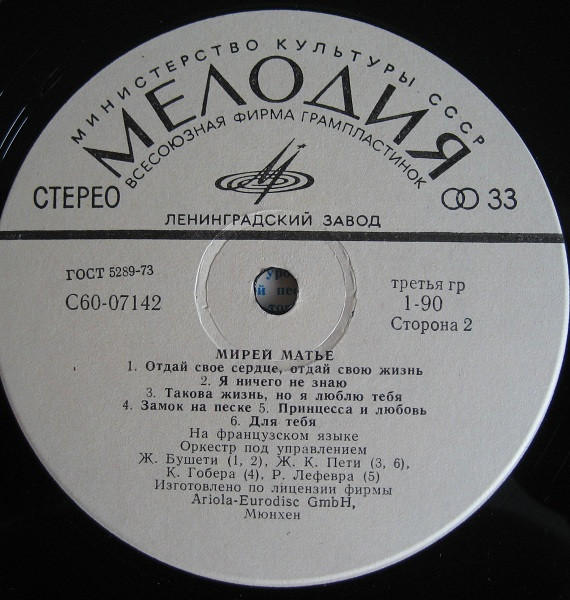 МИНИСТЕРСТВО КУЛЬТУРЫ СССР
МЕЛОДИЯ
ВСЕСОЮЗНАЯ ФИРМА ГРАМПЛАСТИНОК
СТЕРЕО
33
ЛЕНИНГРАДСКИЙ ЗАВОД
ГОСТ 5289-73
С60-07142
третья гр
1-90
Сторона 2
МИРЕЙ МАТЬЕ
1. Отдай свое сердце, отдай свою жизнь
2. Я ничего не знаю
3. Такова жизнь, но я люблю тебя
4. Замок на песке 5. Принцесса и любовь
6. Для тебя
На французском языке
Оркестр под управлением
Ж. Бушети (1, 2), Ж. К. Пети (3, 6),
К. Гобера (4), Р. Лефевра (5)
Изготовлено по лицензии фирмы
Ariola-Eurodisc GmbH,
Мюнхен